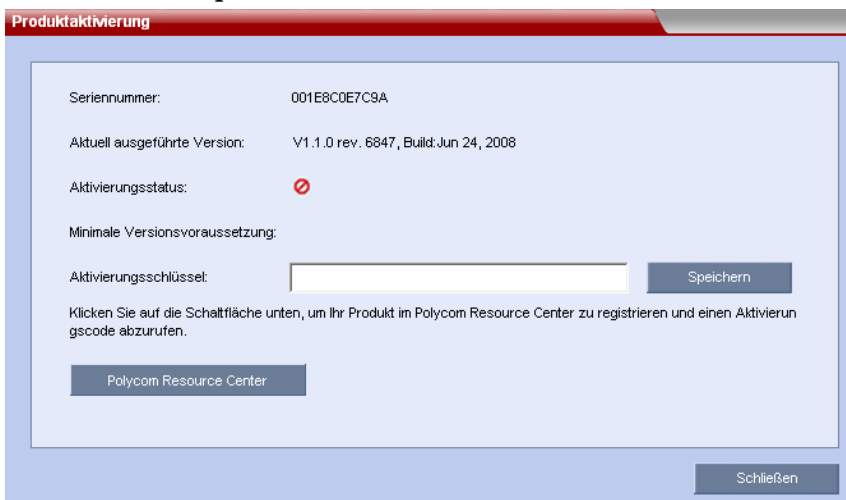 Produktaktivierung
Seriennummer: 001E8C0E7C9A
Aktuell ausgeführte Version: V1.1.0 rev. 6847, Build:Jun 24, 2008
Aktivierungsstatus:
Minimale Versionsvoraussetzung:
Aktivierungsschlüssel: Speichern
Klicken Sie auf die Schaltfläche unten, um Ihr Produkt im Polycom Resource Center zu registrieren und einen Aktivierun
gscode abzurufen.
Polycom Resource Center
Schließen